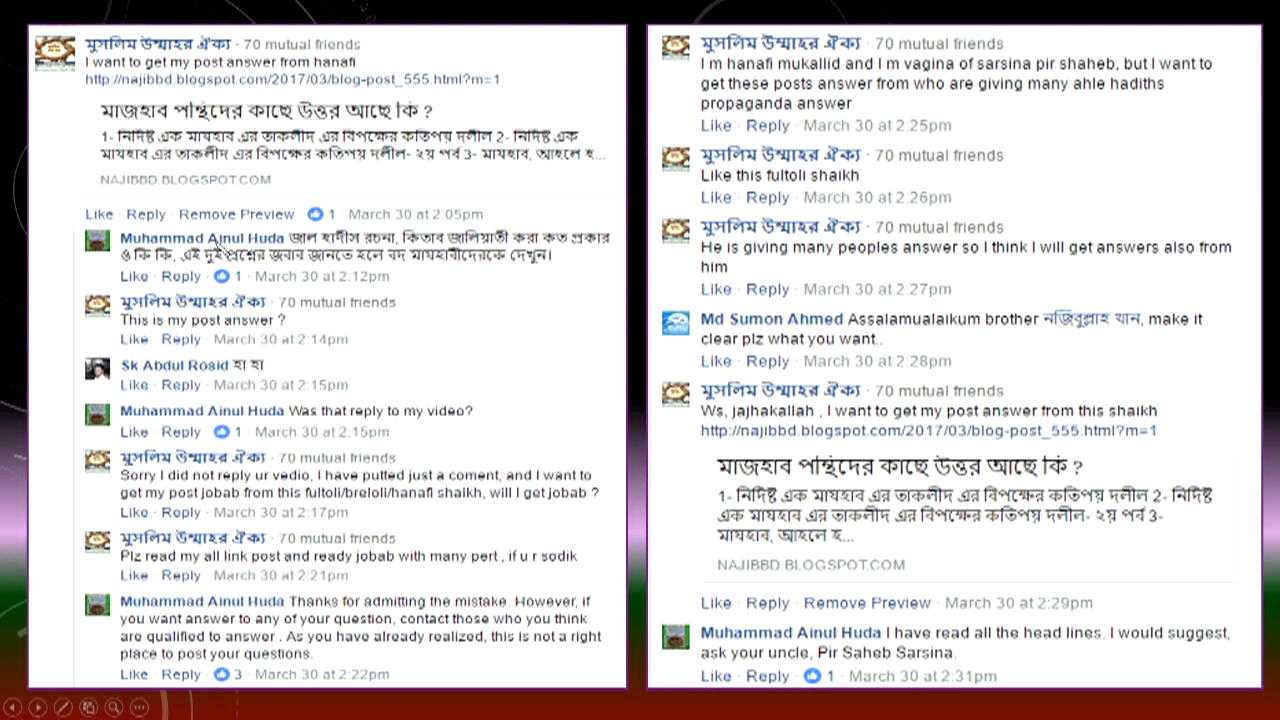 মুসলিম উম্মাহর ঐক্য · 70 mutual friends
I want to get my post answer from hanafi
http://najibbd.blogspot.com/2017/03/blog-post_555.html?m=1
মাজহাব পন্থিদের কাছে উত্তর আছে কি ?
1- নির্দিষ্ট এক মাযহাব এর তাকলীদ এর বিপক্ষের কতিপয় দলীল 2- নির্দিষ্ট এক
মাযহাব এর তাকলীদ এর বিপক্ষের কতিপয় দলীল- ২য় পর্ব 3- মাযহাব, আহলে হ...
NAJIBBD.BLOGSPOT.COM
Like · Reply · Remove Preview · 1 · March 30 at 2:05pm
Muhammad Ainul Huda জাল হাদীস রচনা, কিতাব জালিয়াতী করা কত প্রকার
ও কি কি, এই দুই প্রশ্নের জবাব জানতে হলে বদ মাযহাবীদেরকে দেখুন।
Like · Reply · 1 · March 30 at 2:12pm
মুসলিম উম্মাহর ঐক্য · 70 mutual friends
This is my post answer ?
Like · Reply · March 30 at 2:14pm
Sk Abdul Rosid হা হা
Like · Reply · March 30 at 2:15pm
Muhammad Ainul Huda Was that reply to my video?
Like · Reply · 1 · March 30 at 2:15pm
মুসলিম উম্মাহর ঐক্য · 70 mutual friends
Sorry I did not reply ur vedio, I have putted just a coment, and I want to
get my post jobab from this fultoli/breloli/hanafi shaikh, will I get jobab ?
Like · Reply · March 30 at 2:17pm
মুসলিম উম্মাহর ঐক্য · 70 mutual friends
Plz read my all link post and ready jobab with many pert , if u r sodik
Like · Reply · March 30 at 2:21pm
Muhammad Ainul Huda Thanks for admitting the mistake. However, if
you want answer to any of your question, contact those who you think
are qualified to answer . As you have already realized, this is not a right
place to post your questions.
Like · Reply · 3 · March 30 at 2:22pm
মুসলিম উম্মাহর ঐক্য · 70 mutual friends
I m hanafi mukallid and I m vagina of sarsina pir shaheb, but I want to
get these posts answer from who are giving many ahle hadiths
propaganda answer
Like · Reply · March 30 at 2:25pm
মুসলিম উম্মাহর ঐক্য · 70 mutual friends
Like this fultoli shaikh
Like · Reply · March 30 at 2:26pm
মুসলিম উম্মাহর ঐক্য · 70 mutual friends
He is giving many peoples answer so I think I will get answers also from
him
Like · Reply · March 30 at 2:27pm
Md Sumon Ahmed Assalamualaikum brother নজিবুল্লাহ খান, make it
clear plz what you want..
Like · Reply · March 30 at 2:28pm
মুসলিম উম্মাহর ঐক্য · 70 mutual friends
Ws, jajhakallah , I want to get my post answer from this shaikh
http://najibbd.blogspot.com/2017/03/blog-post_555.html?m=1
মাজহাব পন্থিদের কাছে উত্তর আছে কি ?
1- নির্দিষ্ট এক মাযহাব এর তাকলীদ এর বিপক্ষের কতিপয় দলীল 2- নির্দিষ্ট
এক মাযহাব এর তাকলীদ এর বিপক্ষের কতিপয় দলীল- ২য় পর্ব 3-
মাযহাব, আহলে হ...
NAJIBBD.BLOGSPOT.COM
Like · Reply · Remove Preview · March 30 at 2:29pm
Muhammad Ainul Huda I have read all the head lines. I would suggest,
ask your uncle, Pir Saheb Sarsina.
Like · Reply · 1 · March 30 at 2:31pm